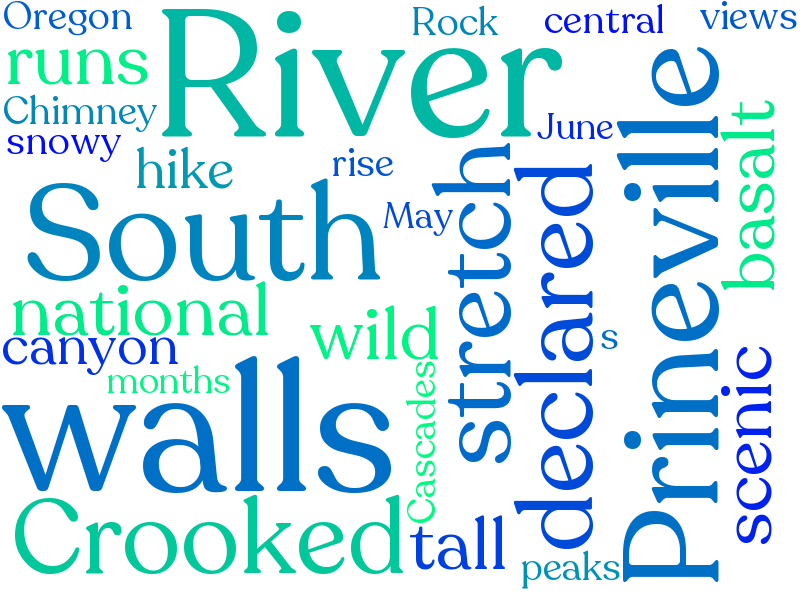 Oregon
River
Rock
central
views
runs
Chimney
snowy
June
hike
rise
South
May
stretch
declared
Prineville
basalt
national
canyon
wild
s
months
walls
Cascades
scenic
Crooked
tall
peaks